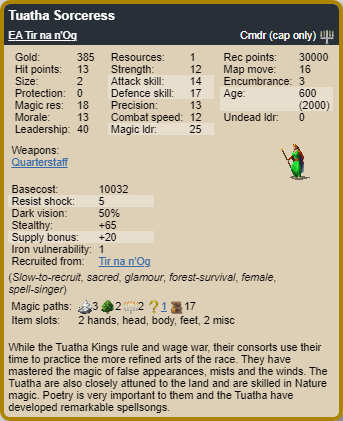 Tuatha Sorceress
EA Tir na n'Og Cmdr (cap only)
Gold: 385 Resources: 1 Rec points: 30000
Hit points: 13 Strength: 12 Map move: 16
Size: 2 Attack skill: 14 Encumbrance: 3
Protection: 0 Defence skill: 17 Age: 600
Magic res: 18 Precision: 13 (2000)
Morale: 13 Combat speed: 12 Undead ldr: 0
Leadership: 40 Magic ldr: 25
Weapons:
Quarterstaff
Basecost: 10032
Resist shock: 5
Dark vision: 50%
Stealthy: +65
Supply bonus: +20
Iron vulnerability: 1
Recruited from: Tir na n'Og
(Slow-to-recruit, sacred, glamour, forest-survival, female,
spell-singer)
Magic paths: 3 2 2 ? 1 17
Item slots: 2 hands, head, body, feet, 2 misc
While the Tuatha Kings rule and wage war, their consorts use their
time to practice the more refined arts of the race. They have
mastered the magic of false appearances, mists and the winds. The
Tuatha are also closely attuned to the land and are skilled in Nature
magic. Poetry is very important to them and the Tuatha have
developed remarkable spellsongs.